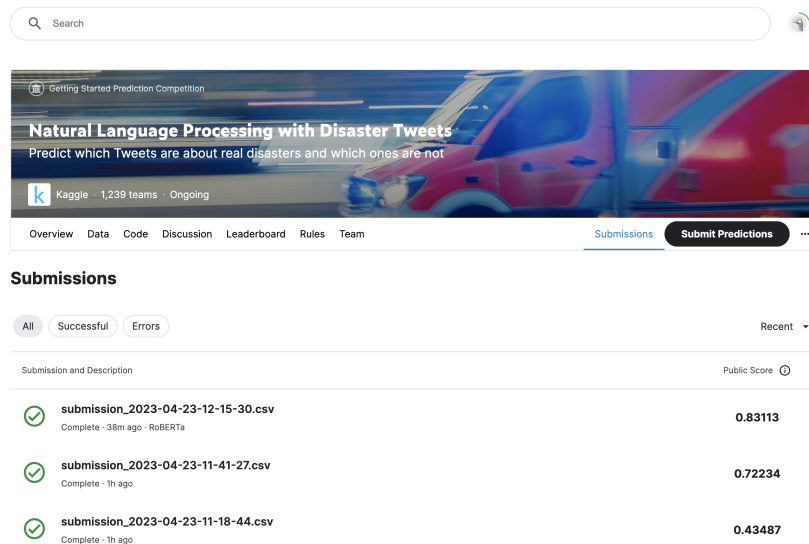 Search
Getting Started Prediction Competition
Natural Language Processing with Disaster Tweets
Predict which Tweets are about real disasters and which ones are not
k Kaggle · 1,239 teams · Ongoing
Overview Data Code Discussion Leaderboard Rules Team Submissions Submit Predictions ...
Submissions
All Successful Errors Recent
Submission and Description Public Score
submission_2023-04-23-12-15-30.csv 0.83113
Complete · 38m ago · RoBERTa
submission_2023-04-23-11-41-27.csv 0.72234
Complete · 1h ago
submission_2023-04-23-11-18-44.csv 0.43487
Complete · 1h ago